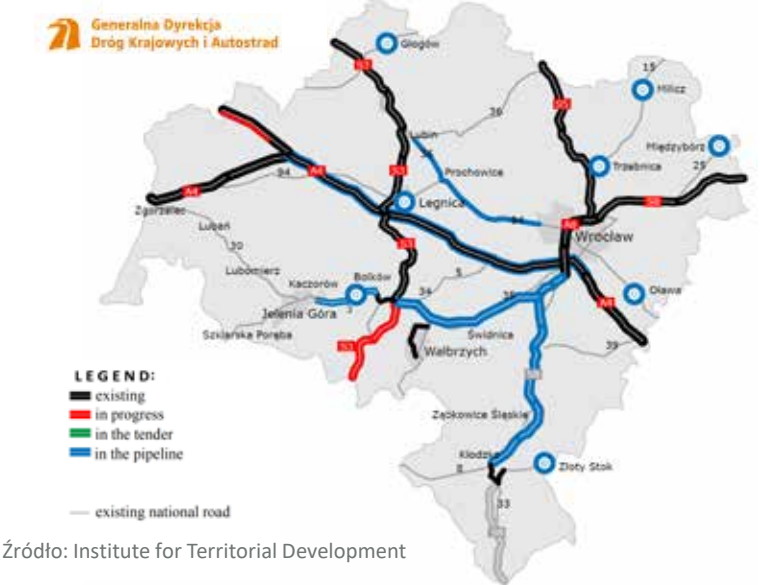 Generalna Dyrekcja
Dróg Krajowych i Autostrad
Głogów
S3
15
Milicz
36
S5
Lubin
Międzybórz
Trzebnica
25
Prochowice
94
A4
S3
A4
Legnica
S8
94
Zgorzelec
A8
Wrocław
Lubań
30
S3
Lubomierz
5
Kaczorów
Bolków
34
35
Oława
A4
Jelenia Góra
3
Szklarska Poręba
Świdnica
S3
Wałbrzych
39
LEGEND:
existing
in progress
in the tender
in the pipeline
Ząbkowice Śląskie
Kłodzko
8
Złoty Stok
33
existing national road
Źródło: Institute for Territorial Development